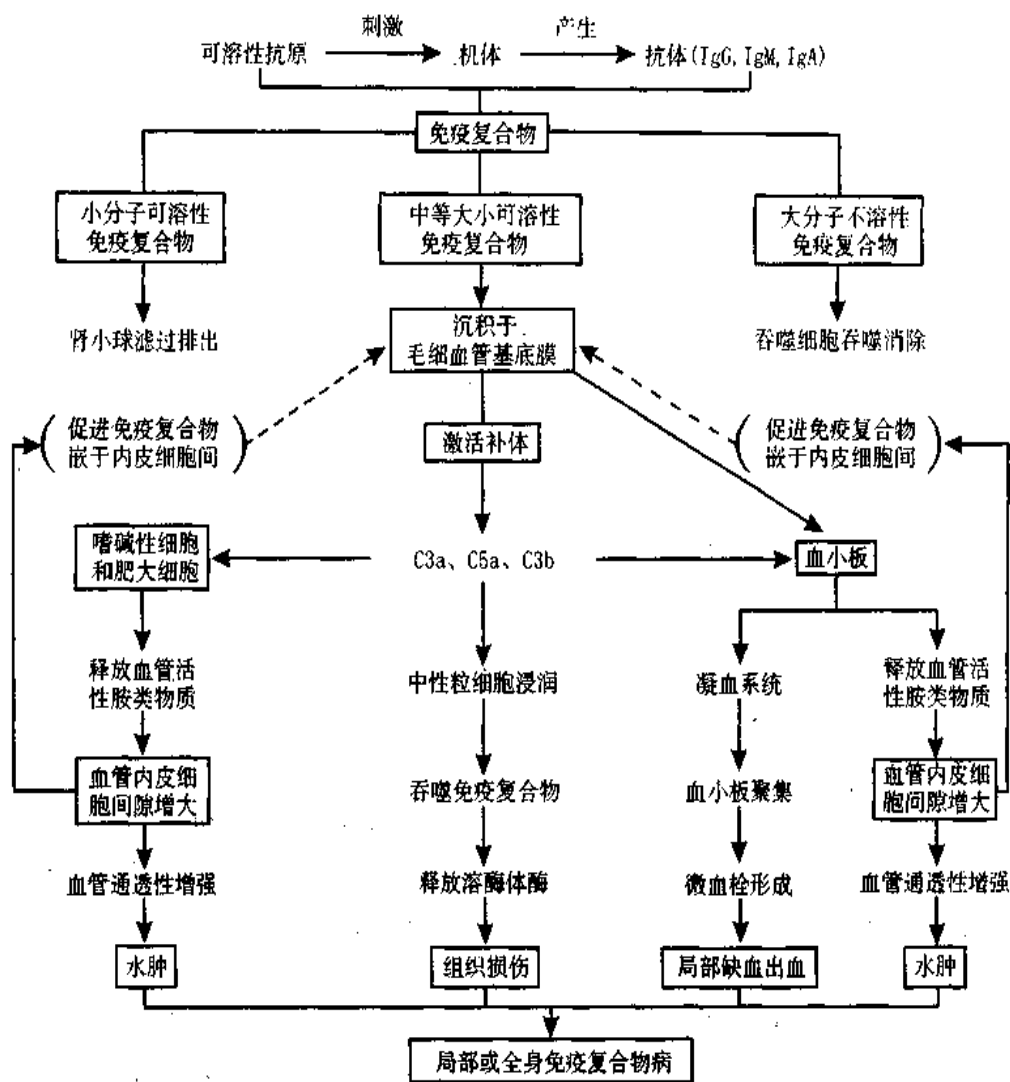 刺激 产生
可溶性抗原 机体 抗体(IgG,IgM,IgA)
免疫复合物
小分子可溶性
免疫复合物
中等大小可溶性
免疫复合物
大分子不溶性
免疫复合物
肾小球滤过排出
沉积于
毛细血管基底膜
吞噬细胞吞噬消除
(促进免疫复合物
嵌于内皮细胞间)
激活补体
(促进免疫复合物
嵌于内皮细胞间)
嗜碱性细胞
和肥大细胞
C3a、C5a、C3b
血小板
释放血管活
性胺类物质
中性粒细胞浸润
凝血系统
释放血管活
性胺类物质
血管内皮细
胞间隙增大
吞噬免疫复合物
血小板聚集
血管内皮细
胞间隙增大
血管通透性增强
释放溶酶体酶
微血栓形成
血管通透性增强
水肿
组织损伤
局部缺血出血
水肿
局部或全身免疫复合物病